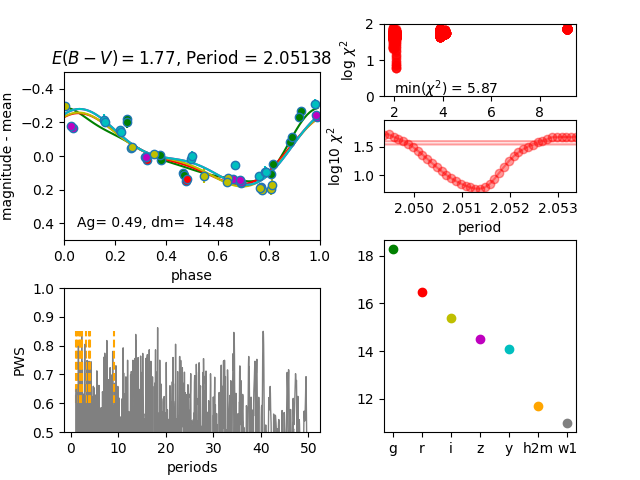 E(B − V) = 1.77, Period = 2.05138
magnitude - mean
−0.4
−0.2
0.0
0.2
0.4
Ag= 0.49, dm=  14.48
0.0 0.2 0.4 0.6 0.8 1.0
phase
log χ²
2
1
0
min(χ²) = 5.87
2 4 6 8
log10 χ²
1.5
1.0
2.050 2.051 2.052 2.053
period
PWS
1.0
0.9
0.8
0.7
0.6
0.5
0 10 20 30 40 50
periods
18
16
14
12
g r i z y h2m w1